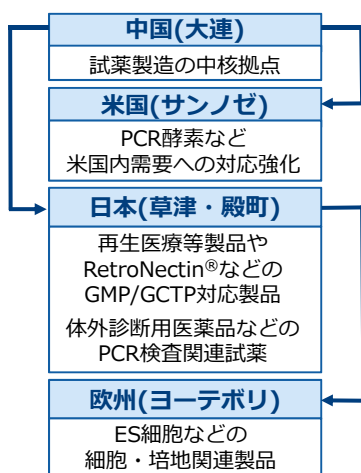 中国(大連)
試薬製造の中核拠点
米国(サンノゼ)
PCR酵素など
米国内需要への対応強化
日本(草津・殿町)
再生医療等製品や
RetroNectin®などの
GMP/GCTP対応製品
体外診断用医薬品などの
PCR検査関連試薬
欧州(ヨーテボリ)
ES細胞などの
細胞・培地関連製品